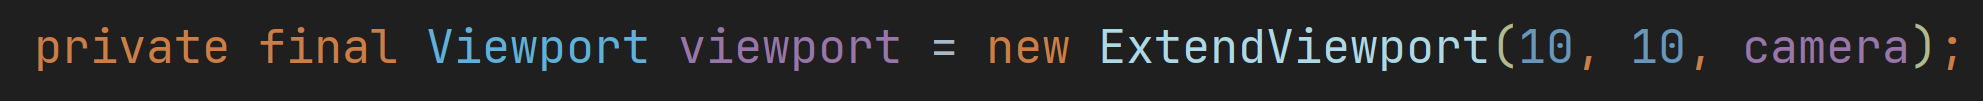 private final Viewport viewport = new ExtendViewport(10, 10, camera);